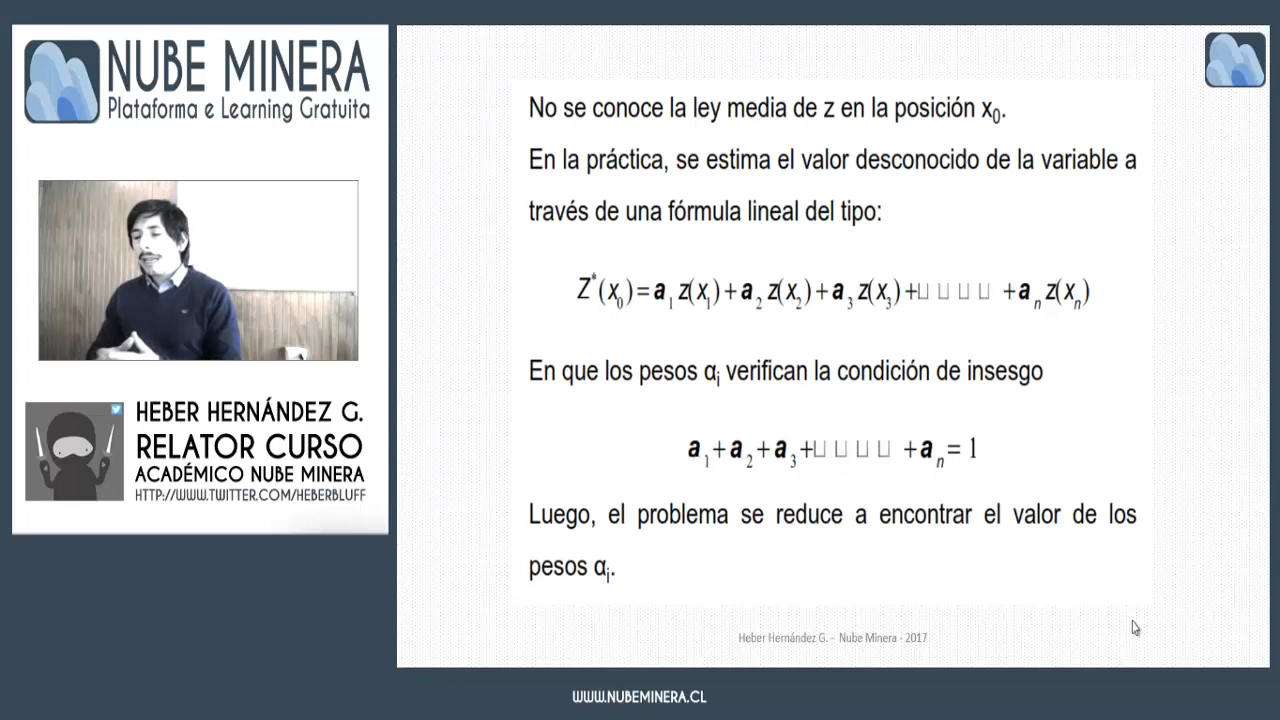 NUBE MINERA
Plataforma e Learning Gratuita
HEBER HERNÁNDEZ G.
RELATOR CURSO
ACADÉMICO NUBE MINERA
HTTP://WWW.TWITTER.COM/HEBERBLUFF
No se conoce la ley media de z en la posición x₀.
En la práctica, se estima el valor desconocido de la variable a
través de una fórmula lineal del tipo:
Z*(x₀)=a₁z(x₁)+a₂z(x₂)+a₃z(x₃)+□ □ □ □ +aₙz(xₙ)
En que los pesos αᵢ verifican la condición de insesgo
a₁+a₂+a₃+□ □ □ □ +aₙ= 1
Luego, el problema se reduce a encontrar el valor de los
pesos αᵢ.
Heber Hernández G. - Nube Minera - 2017
WWW.NUBEMINERA.CL